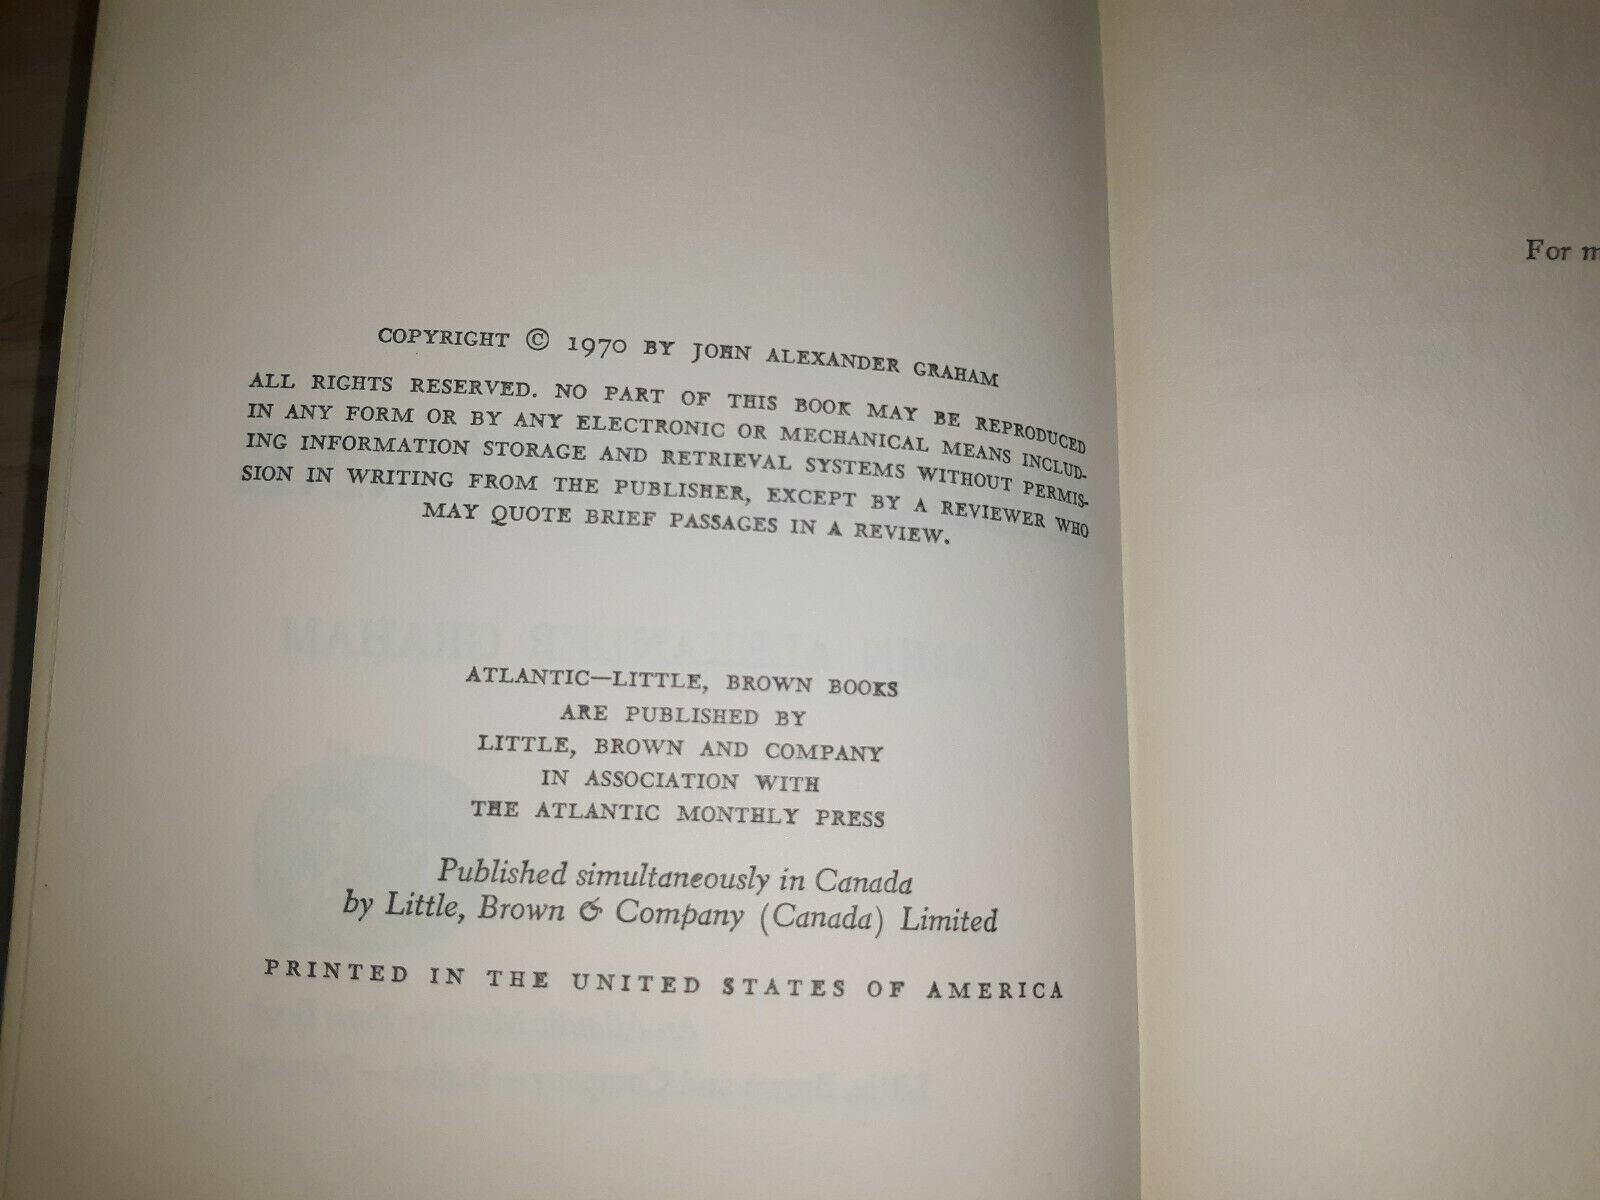 COPYRIGHT © 1970 BY JOHN ALEXANDER GRAHAM
ALL RIGHTS RESERVED. NO PART OF THIS BOOK MAY BE REPRODUCED
IN ANY FORM OR BY ANY ELECTRONIC OR MECHANICAL MEANS INCLUD-
ING INFORMATION STORAGE AND RETRIEVAL SYSTEMS WITHOUT PERMIS-
SION IN WRITING FROM THE PUBLISHER, EXCEPT BY A REVIEWER WHO
MAY QUOTE BRIEF PASSAGES IN A REVIEW.
ATLANTIC—LITTLE, BROWN BOOKS
ARE PUBLISHED BY
LITTLE, BROWN AND COMPANY
IN ASSOCIATION WITH
THE ATLANTIC MONTHLY PRESS
Published simultaneously in Canada
by Little, Brown & Company (Canada) Limited
PRINTED IN THE UNITED STATES OF AMERICA
For m